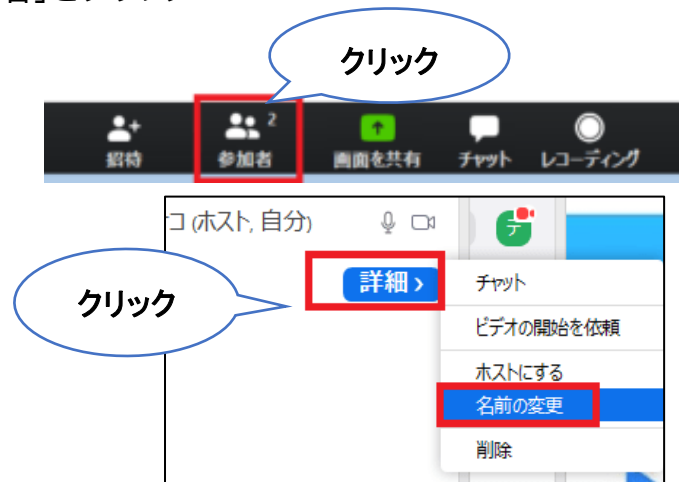 者」をクリック
クリック
2
招待 参加者 画面を共有 チャット レコーディング
コ (ホスト, 自分)
テ
詳細 ›
クリック
チャット
ビデオの開始を依頼
ホストにする
名前の変更
削除